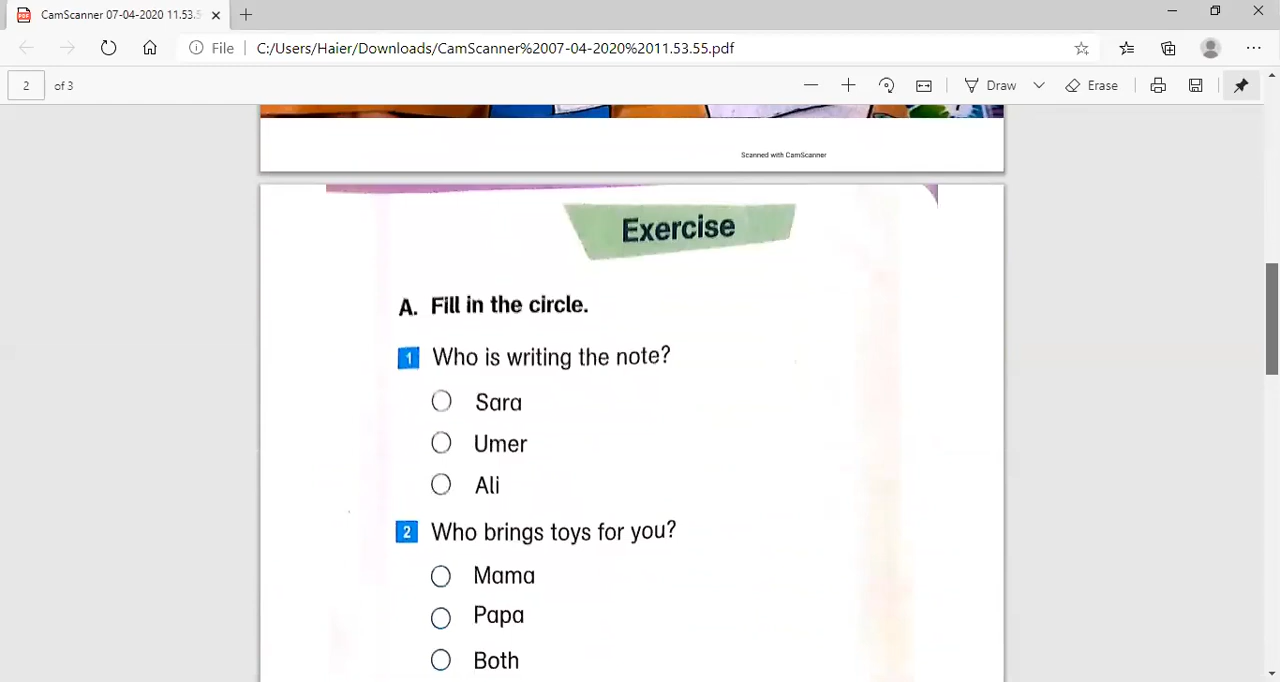 CamScanner 07-04-2020 11.53.5
File
C:/Users/Haier/Downloads/CamScanner%2007-04-2020%2011.53.55.pdf
2 of 3
Draw
Erase
Scanned with CamScanner
Exercise
A. Fill in the circle.
1 Who is writing the note?
Sara
Umer
Ali
2 Who brings toys for you?
Mama
Papa
Both